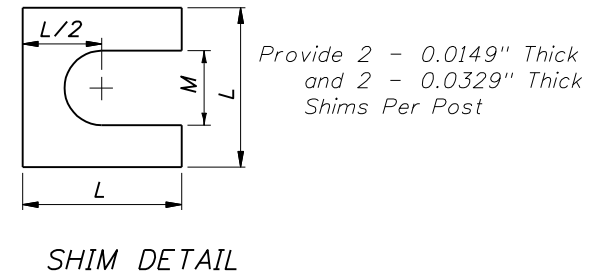 L/2
Provide 2 - 0.0149" Thick
and 2 - 0.0329" Thick
Shims Per Post
M
L
L
SHIM DETAIL